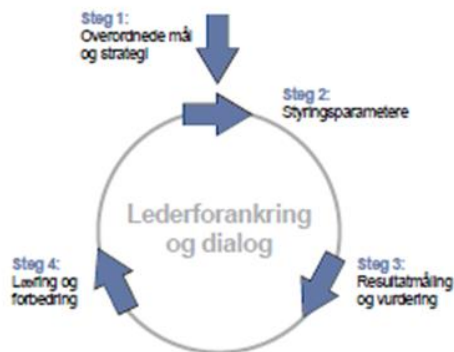 Steg 1:
Overordnede mål
og strategi
Steg 2:
Styringsparametere
Lederforankring
og dialog
Steg 4:
Læring og
forbedring
Steg 3:
Resultatmåling
og vurdering